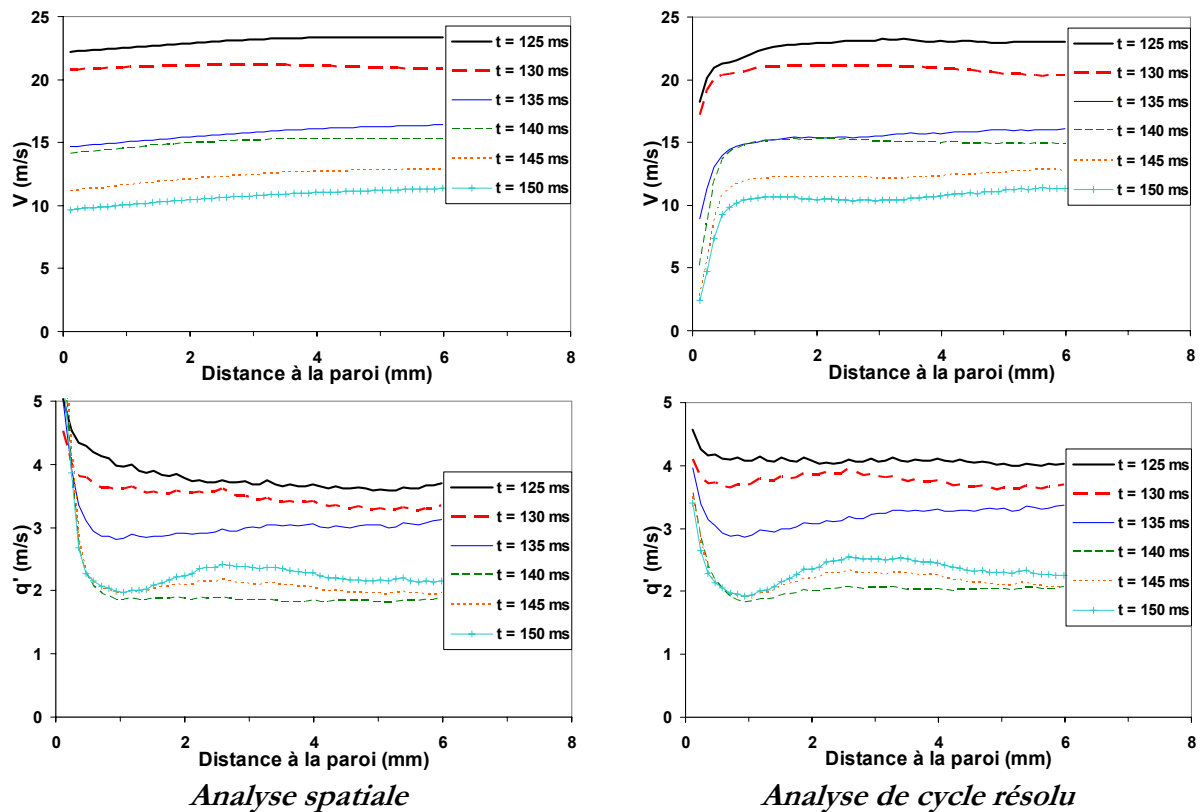 25
20
15
10
5
0
V (m/s)
0 2 4 6 8
Distance à la paroi (mm)
t = 125 ms
t = 130 ms
t = 135 ms
t = 140 ms
t = 145 ms
t = 150 ms
25
20
15
10
5
0
V (m/s)
0 2 4 6 8
Distance à la paroi (mm)
t = 125 ms
t = 130 ms
t = 135 ms
t = 140 ms
t = 145 ms
t = 150 ms
5
4
3
2
1
0
q' (m/s)
0 2 4 6 8
Distance à la paroi (mm)
t = 125 ms
t = 130 ms
t = 135 ms
t = 140 ms
t = 145 ms
t = 150 ms
5
4
3
2
1
0
q' (m/s)
0 2 4 6 8
Distance à la paroi (mm)
t = 125 ms
t = 130 ms
t = 135 ms
t = 140 ms
t = 145 ms
t = 150 ms
Analyse spatiale
Analyse de cycle résolu